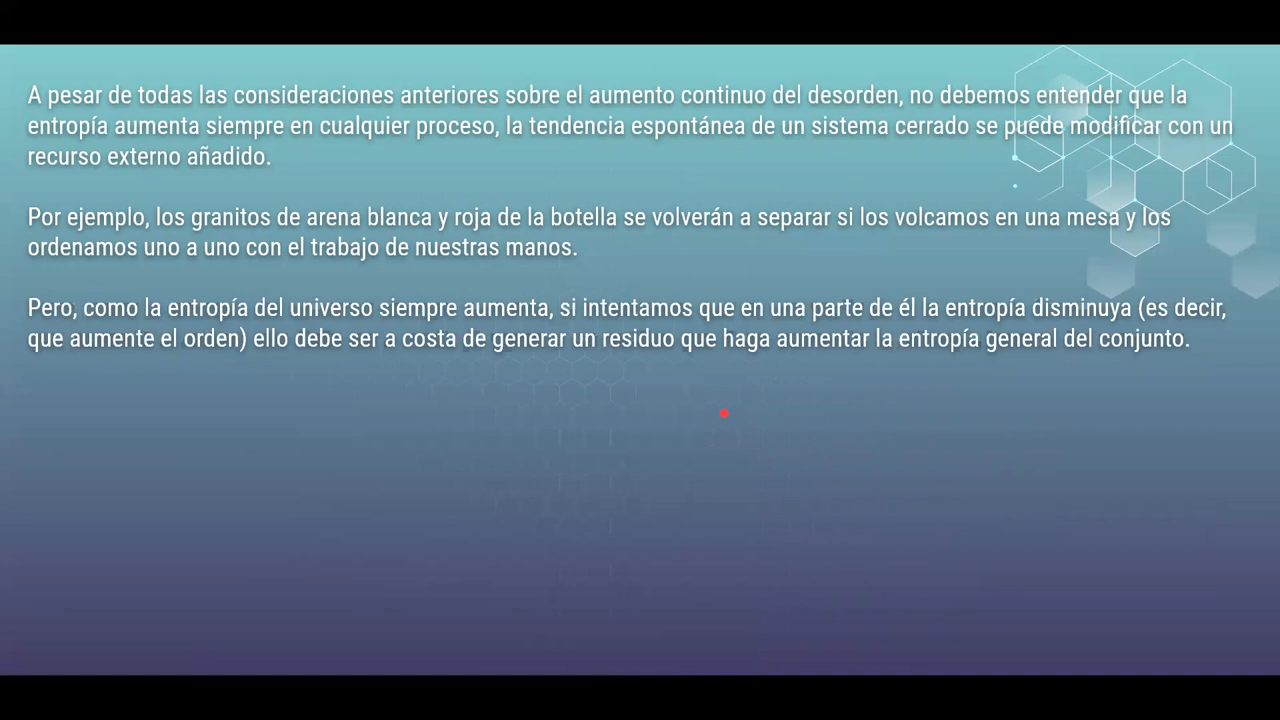 A pesar de todas las consideraciones anteriores sobre el aumento continuo del desorden, no debemos entender que la
entropía aumenta siempre en cualquier proceso, la tendencia espontánea de un sistema cerrado se puede modificar con un
recurso externo añadido.
Por ejemplo, los granitos de arena blanca y roja de la botella se volverán a separar si los volcamos en una mesa y los
ordenamos uno a uno con el trabajo de nuestras manos.
Pero, como la entropía del universo siempre aumenta, si intentamos que en una parte de él la entropía disminuya (es decir,
que aumente el orden) ello debe ser a costa de generar un residuo que haga aumentar la entropía general del conjunto.